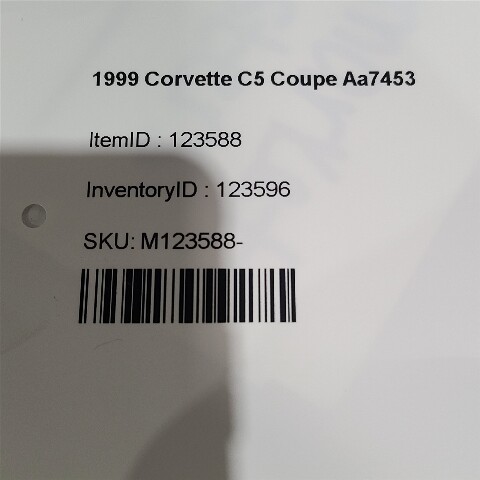 1999 Corvette C5 Coupe Aa7453
ItemID : 123588
InventoryID : 123596
SKU: M123588-